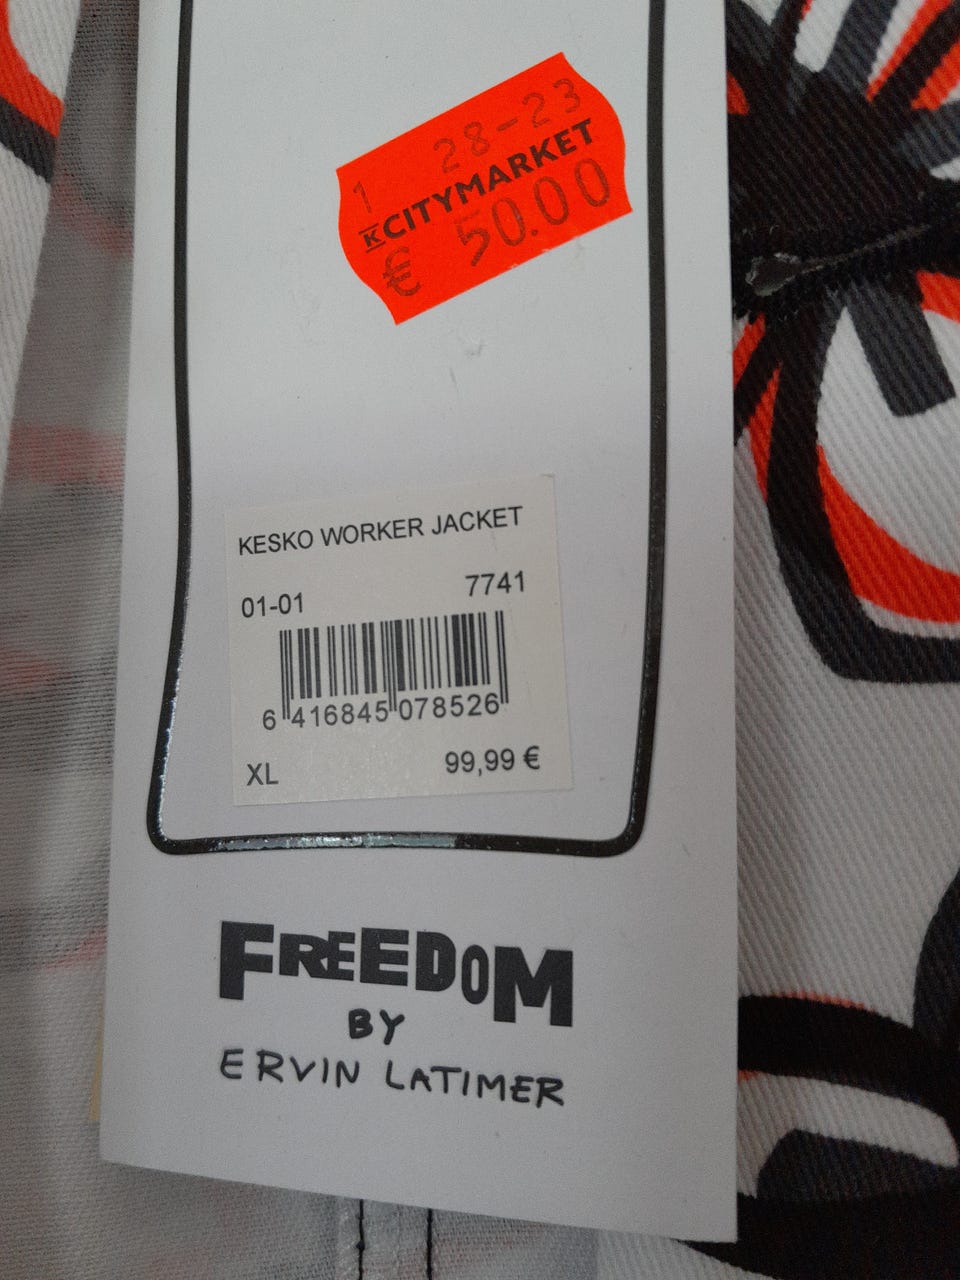 1 28-23
KCITYMARKET
€ 50.00
KESKO WORKER JACKET
01-01 7741
6 416845 078526
XL 99,99 €
FREEDOM
BY
ERVIN LATIMER